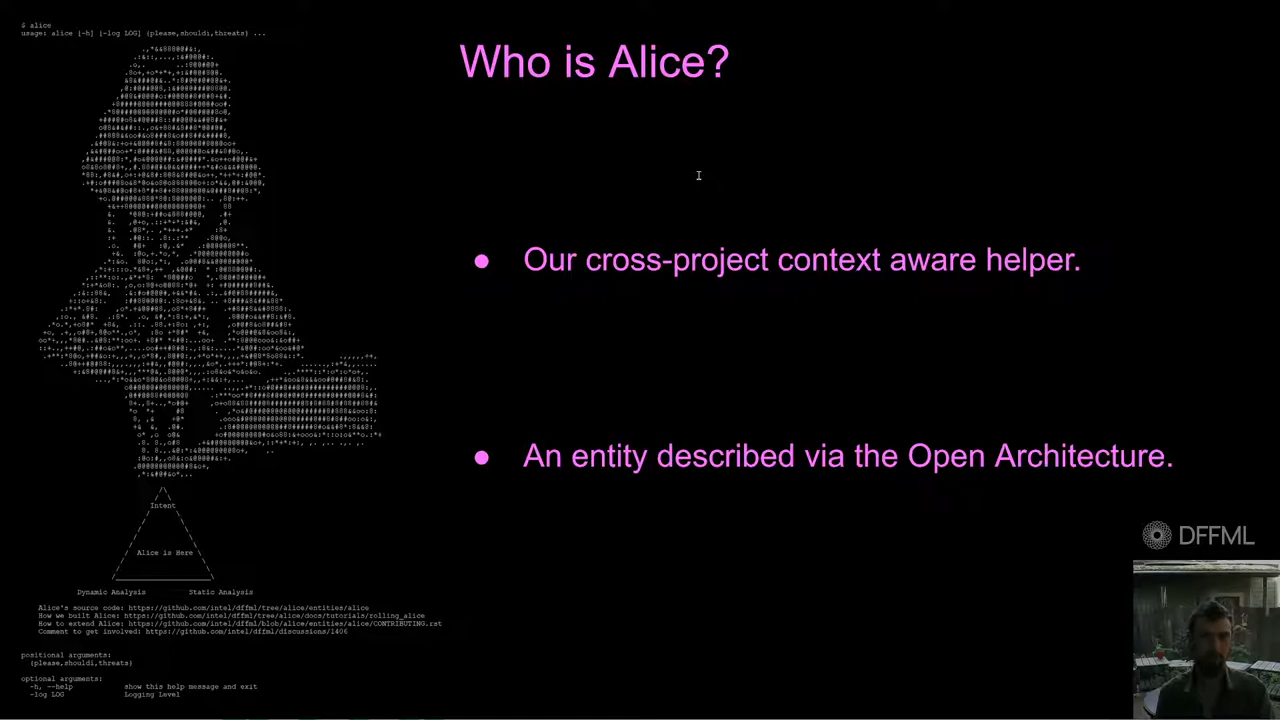 $ alice
usage: alice [-h] [-log LOG] {please,shouldi,threats} ...
Who is Alice?
● Our cross-project context aware helper.
● An entity described via the Open Architecture.
Intent
Alice is Here
Dynamic Analysis Static Analysis
Alice's source code: https://github.com/intel/dffml/tree/alice/entities/alice
How we built Alice: https://github.com/intel/dffml/tree/alice/docs/tutorials/rolling_alice
How to extend Alice: https://github.com/intel/dffml/blob/alice/entities/alice/CONTRIBUTING.rst
Comment to get involved: https://github.com/intel/dffml/discussions/1406
positional arguments:
{please,shouldi,threats}
optional arguments:
-h, --help show this help message and exit
-log LOG Logging Level
DFFML